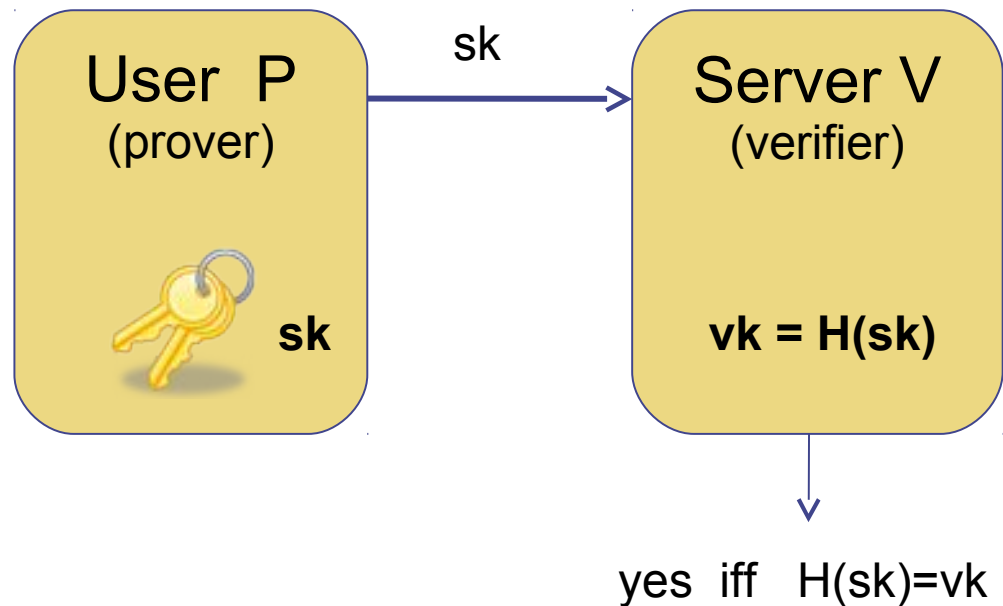 User P
(prover)
sk
sk
Server V
(verifier)
vk = H(sk)
yes iff H(sk)=vk